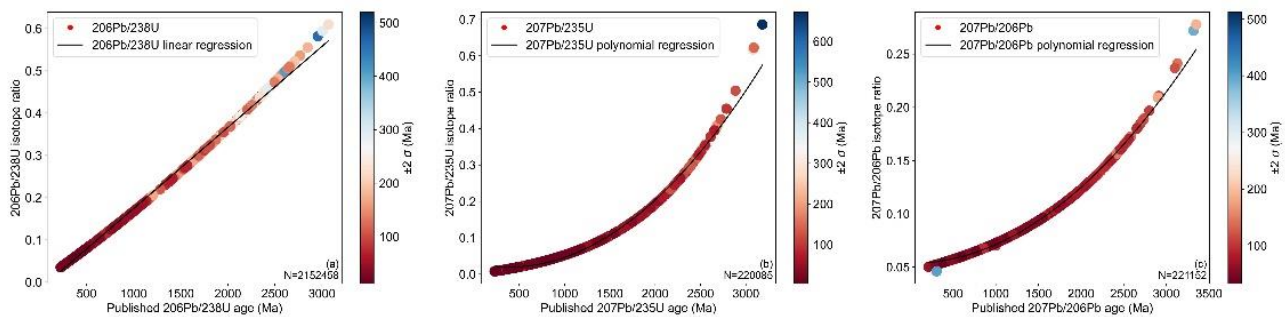 0.6
0.5
0.4
0.3
0.2
0.1
0.0
206Pb/238U isotope ratio
206Pb/238U
206Pb/238U linear regression
(a)
N=2152458
500 1000 1500 2000 2500 3000
Published 206Pb/238U age (Ma)
500
400
300
200
100
±2 σ (Ma)
0.7
0.6
0.5
0.4
0.3
0.2
0.1
0.0
207Pb/235U isotope ratio
207Pb/235U
207Pb/235U polynomial regression
(b)
N=220085
500 1000 1500 2000 2500 3000
Published 207Pb/235U age (Ma)
600
500
400
300
200
100
±2 σ (Ma)
0.25
0.20
0.15
0.10
0.05
207Pb/206Pb isotope ratio
207Pb/206Pb
207Pb/206Pb polynomial regression
(c)
N=221152
500 1000 1500 2000 2500 3000 3500
Published 207Pb/206Pb age (Ma)
500
400
300
200
100
±2 σ (Ma)